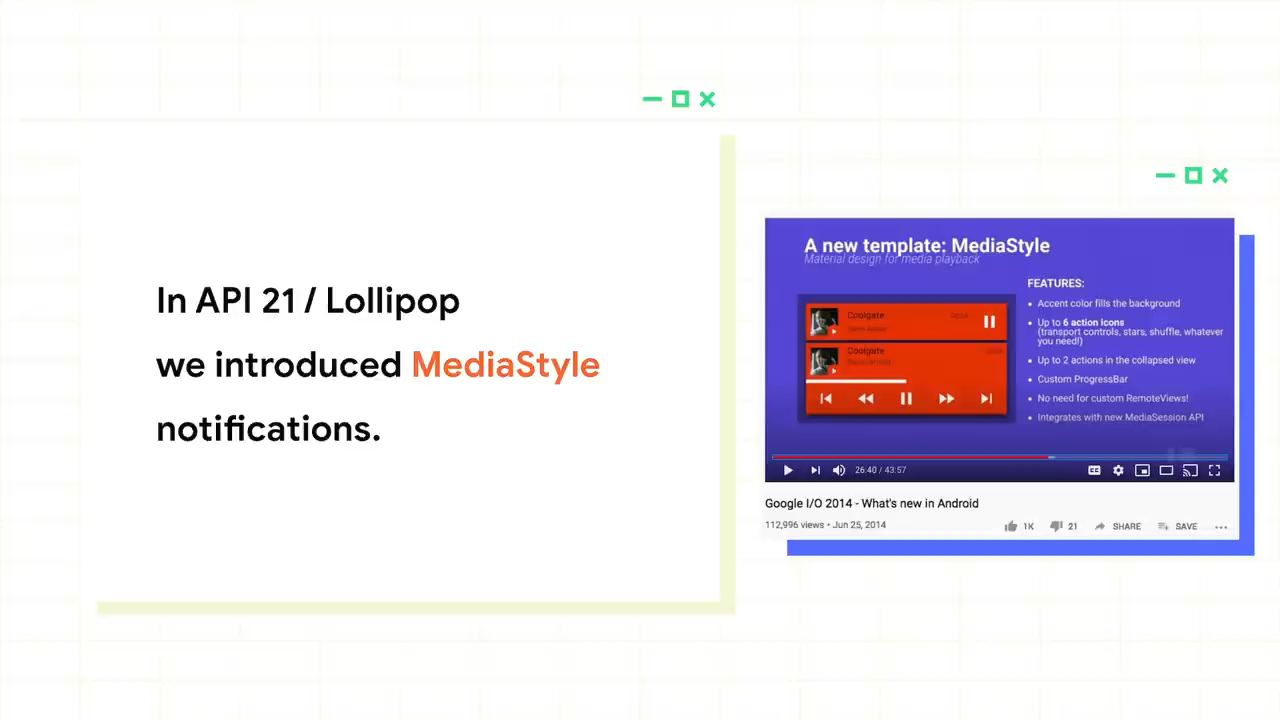 In API 21 / Lollipop
we introduced MediaStyle
notifications.
A new template: MediaStyle
Material design for media playback
FEATURES:
• Accent color fills the background
• Up to 6 action icons
(transport controls, stars, shuffle, whatever
you need!)
• Up to 2 actions in the collapsed view
• Custom ProgressBar
• No need for custom RemoteViews!
• Integrates with new MediaSession API
Coolgate
Coolgate
26:40 / 43:57
Google I/O 2014 - What's new in Android
112,996 views • Jun 25, 2014
1K
21
SHARE
SAVE